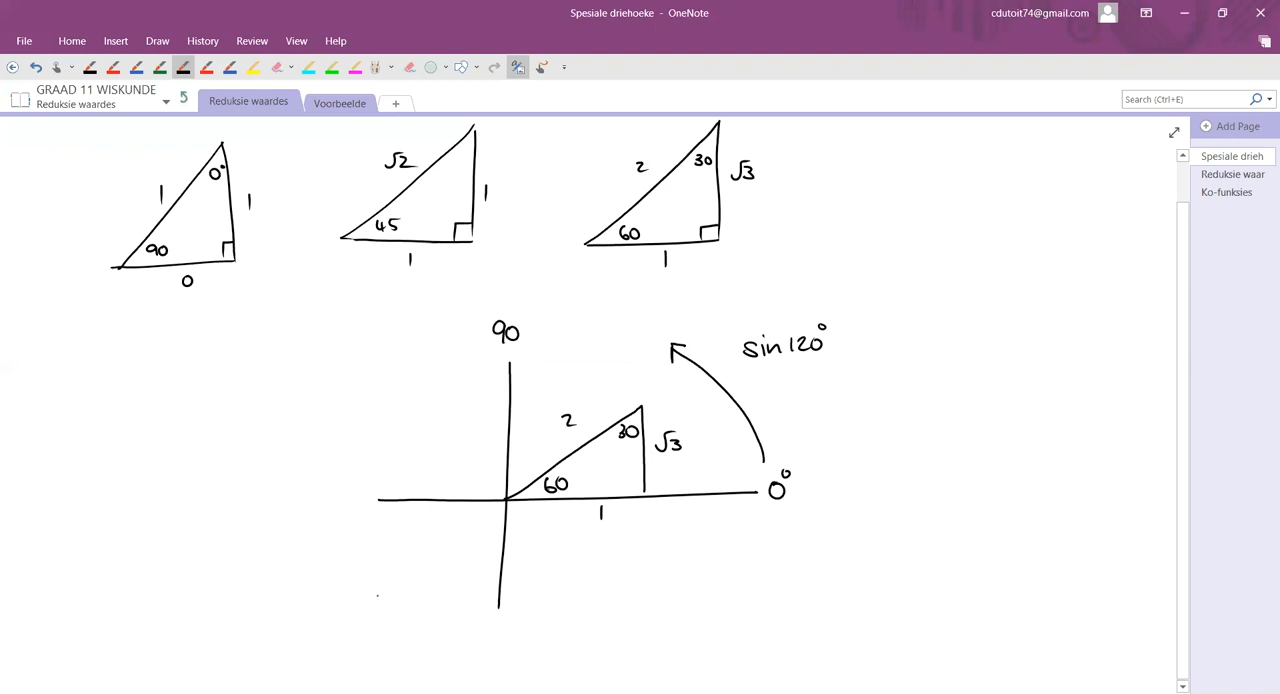 Spesiale driehoeke - OneNote
cdutoit74@gmail.com
File Home Insert Draw History Review View Help
GRAAD 11 WISKUNDE
Reduksie waardes
Reduksie waardes
Voorbeelde
+
Search (Ctrl+E)
Add Page
Spesiale drieh
Reduksie waar
Ko-funksies
0°
1
1
90
0
√2
1
45
1
2
30
√3
60
1
90
sin120°
2
30
√3
60
0°
1